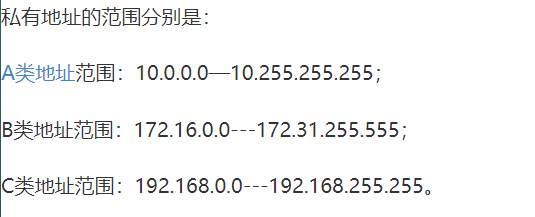 私有地址的范围分别是：
A类地址范围：10.0.0.0—10.255.255.255；
B类地址范围：172.16.0.0---172.31.255.555；
C类地址范围：192.168.0.0---192.168.255.255。